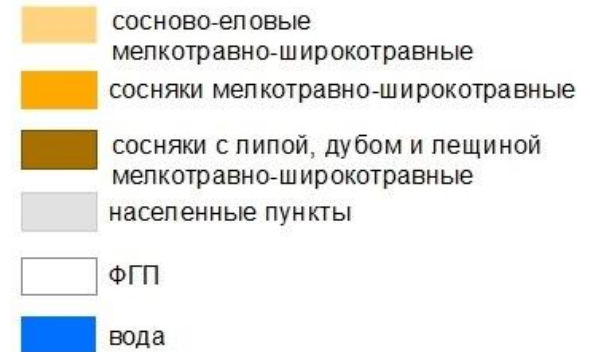 сосново-еловые
мелкотравно-широкотравные
сосняки мелкотравно-широкотравные
сосняки с липой, дубом и лещиной
мелкотравно-широкотравные
населенные пункты
ФГП
вода